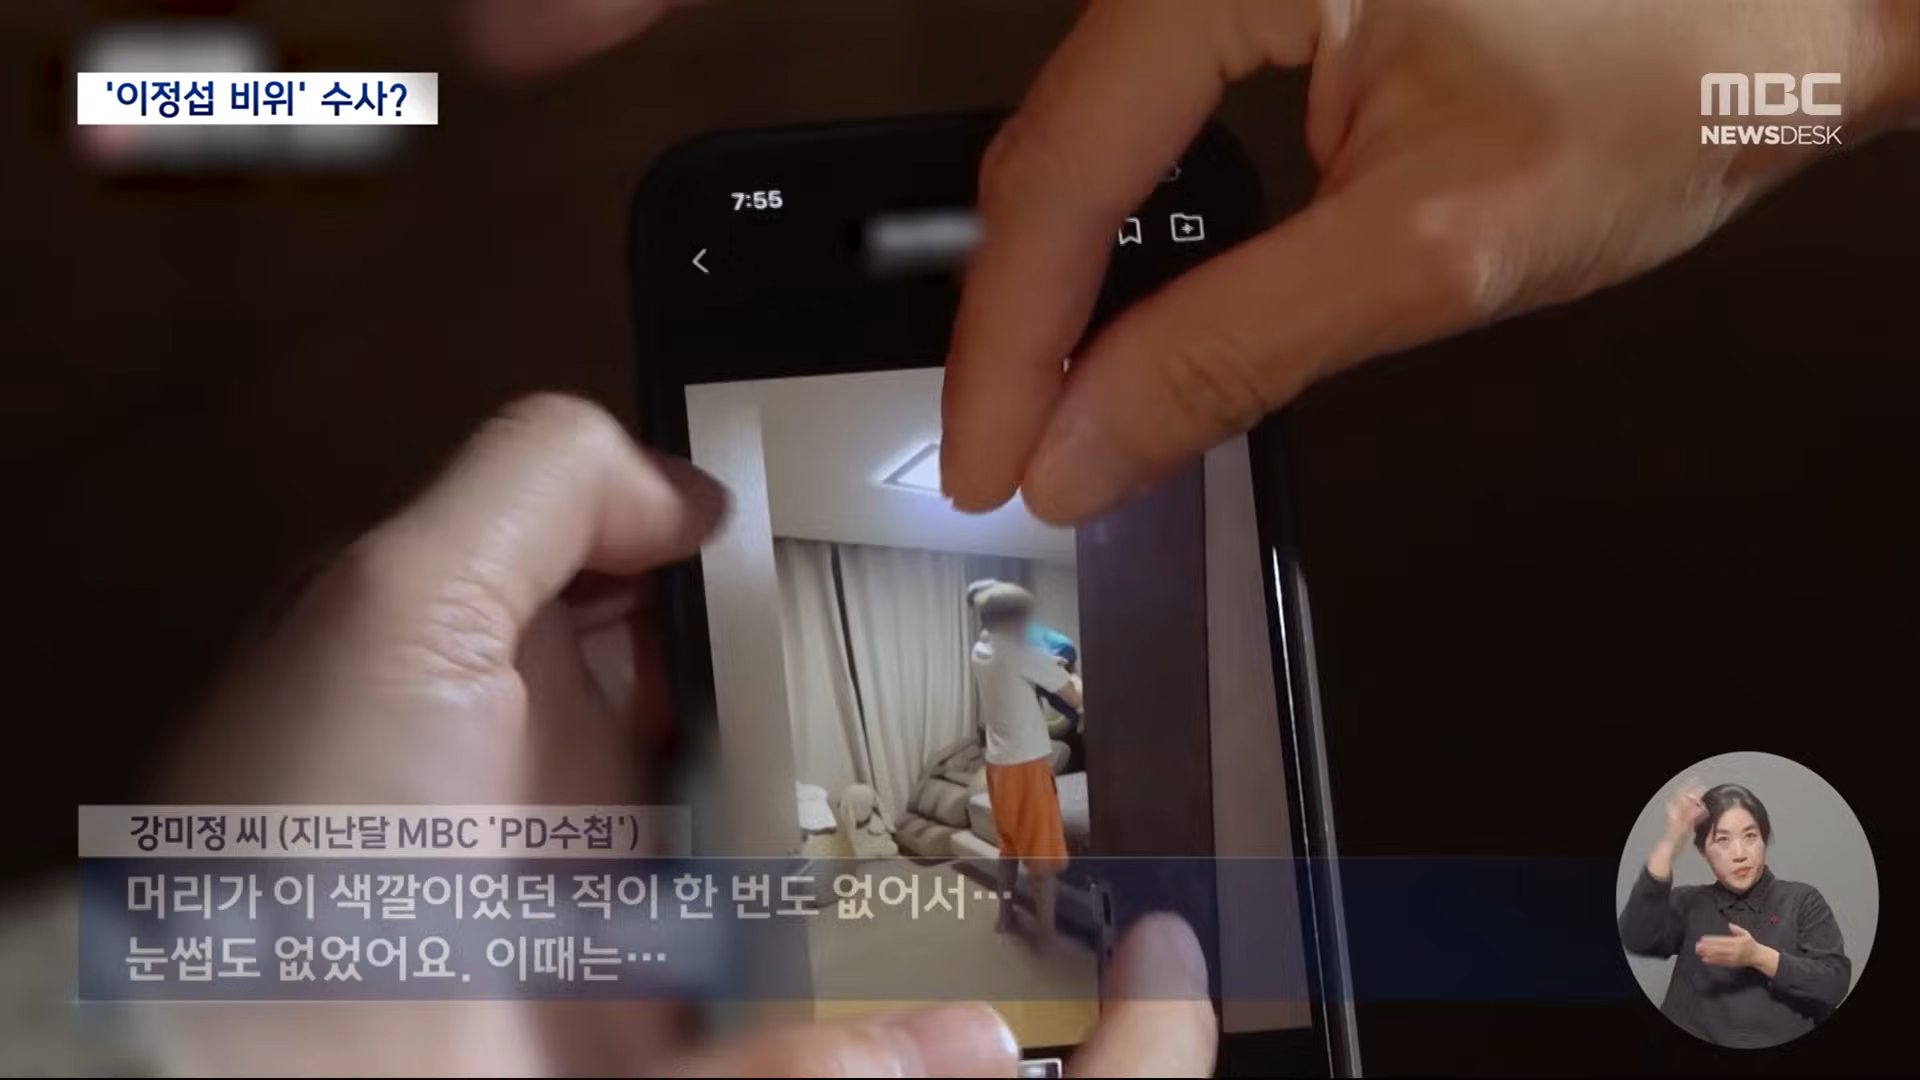 '이정섭 비위' 수사?
MBC
NEWSDESK
7:55
강미정 씨 (지난달 MBC 'PD수첩')
머리가 이 색깔이었던 적이 한 번도 없어서…
눈썹도 없었어요. 이때는…